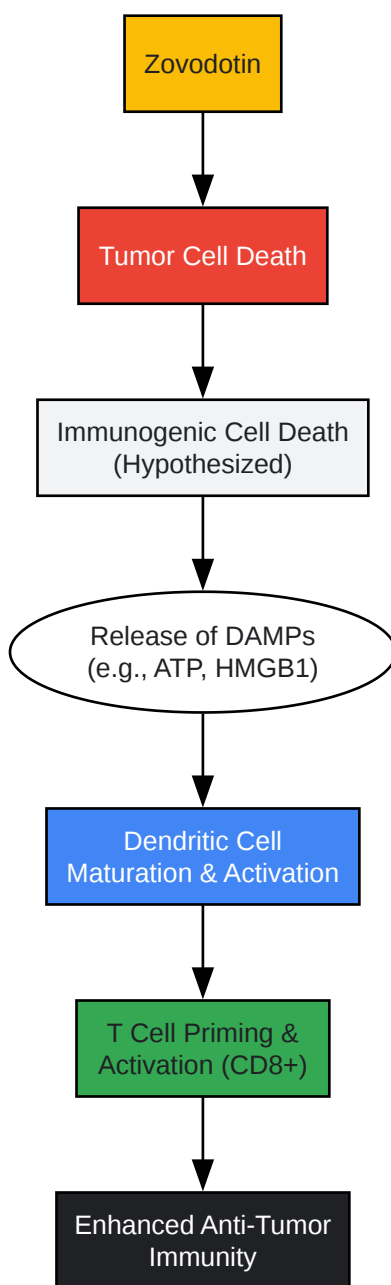 Zovodotin
Tumor Cell Death
Immunogenic Cell Death
(Hypothesized)
Release of DAMPs
(e.g., ATP, HMGB1)
Dendritic Cell
Maturation & Activation
T Cell Priming &
Activation (CD8+)
Enhanced Anti-Tumor
Immunity